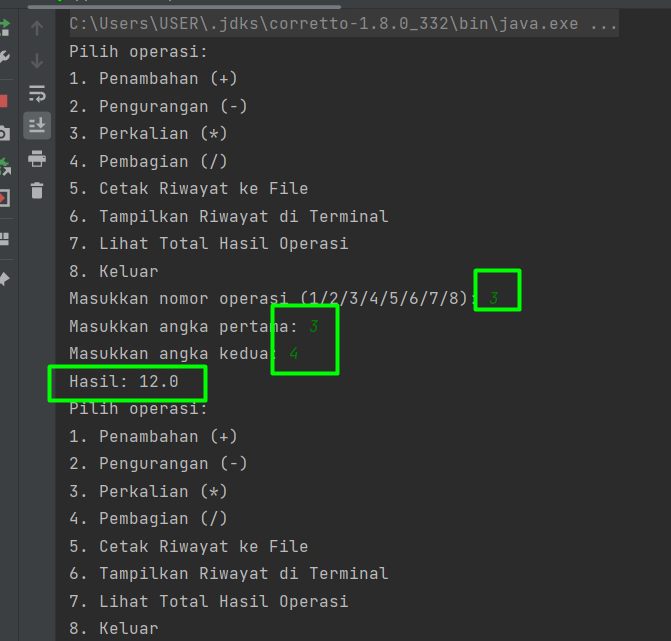 C:\Users\USER\.jdks\corretto-1.8.0_332\bin\java.exe ...
Pilih operasi:
1. Penambahan (+)
2. Pengurangan (-)
3. Perkalian (*)
4. Pembagian (/)
5. Cetak Riwayat ke File
6. Tampilkan Riwayat di Terminal
7. Lihat Total Hasil Operasi
8. Keluar
Masukkan nomor operasi (1/2/3/4/5/6/7/8): 3
Masukkan angka pertama: 3
Masukkan angka kedua: 4
Hasil: 12.0
Pilih operasi:
1. Penambahan (+)
2. Pengurangan (-)
3. Perkalian (*)
4. Pembagian (/)
5. Cetak Riwayat ke File
6. Tampilkan Riwayat di Terminal
7. Lihat Total Hasil Operasi
8. Keluar